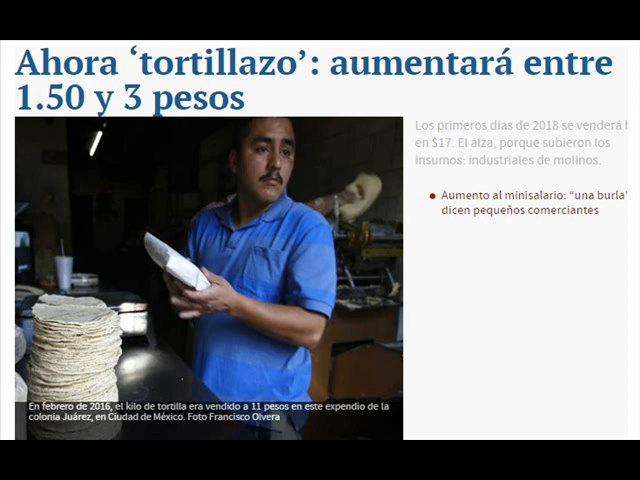 Ahora ‘tortillazo’: aumentará entre
1.50 y 3 pesos
Los primeros días de 2018 se venderá
en $17. El alza, porque subieron los
insumos: industriales de molinos.
Aumento al minisalario: “una burla”
dicen pequeños comerciantes
En febrero de 2016, el kilo de tortilla era vendido a 11 pesos en este expendio de la
colonia Juárez, en Ciudad de México. Foto Francisco Olvera